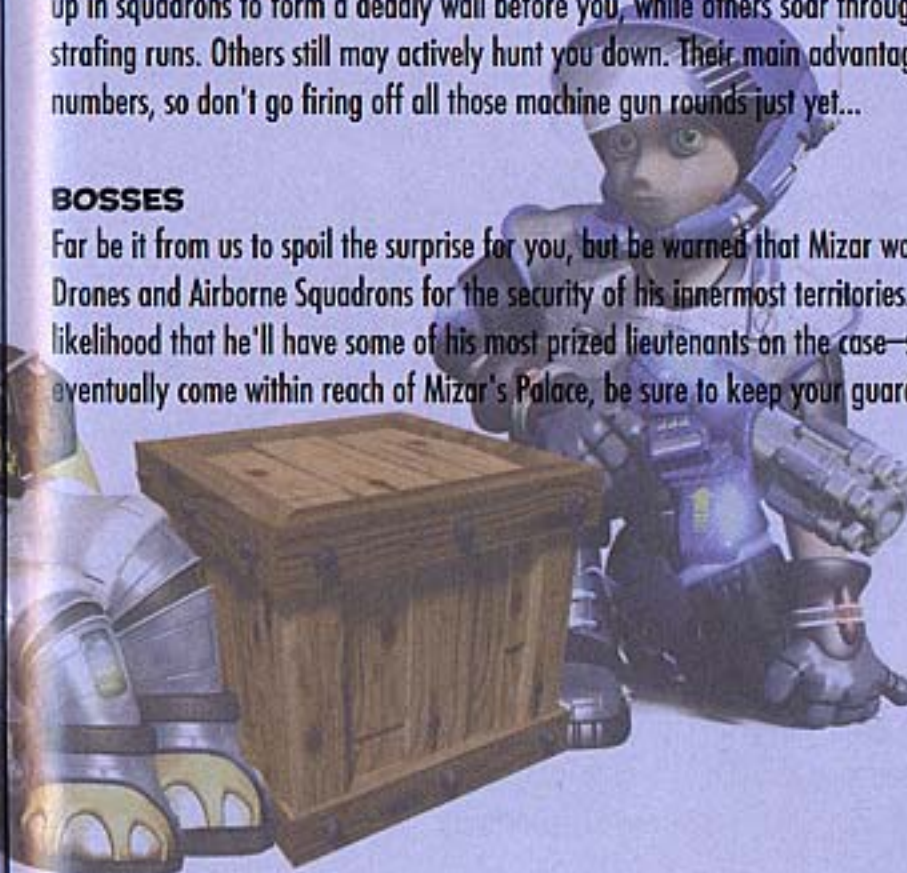 up in squadrons to form a deadly wall before you, while others soar throug
strafing runs. Others still may actively hunt you down. Their main advantag
numbers, so don't go firing off all those machine gun rounds just yet...
BOSSES
Far be it from us to spoil the surprise for you, but be warned that Mizar wo
Drones and Airborne Squadrons for the security of his innermost territories.
likelihood that he'll have some of his most prized lieutenants on the case—
eventually come within reach of Mizar's Palace, be sure to keep your guar